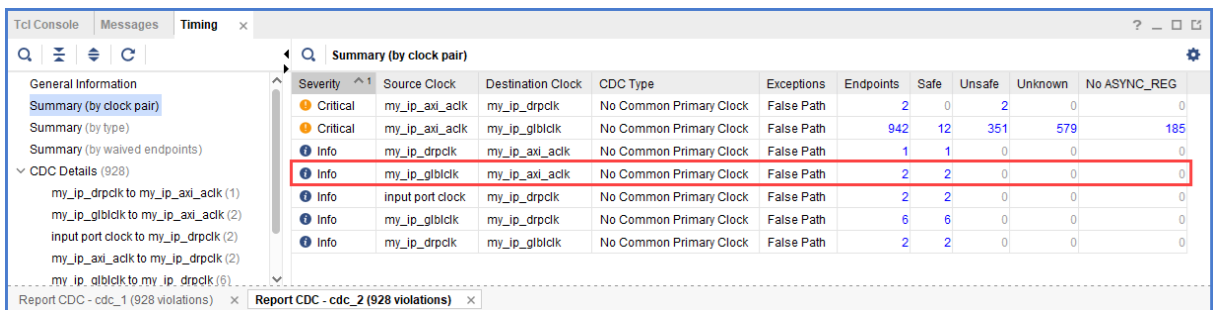 Tcl Console Messages Timing ×
? _
Summary (by clock pair)
General Information
Summary (by clock pair)
Summary (by type)
Summary (by waived endpoints)
CDC Details (928)
my_ip_drpclk to my_ip_axi_aclk (1)
my_ip_glblclk to my_ip_axi_aclk (2)
input port clock to my_ip_drpclk (2)
my_ip_axi_aclk to my_ip_drpclk (2)
my_ip_glblclk to my_ip_drpclk (6)
Severity ^1 Source Clock Destination Clock CDC Type Exceptions Endpoints Safe Unsafe Unknown No ASYNC_REG
Critical my_ip_axi_aclk my_ip_drpclk No Common Primary Clock False Path 2 0 2 0 0
Critical my_ip_axi_aclk my_ip_glblclk No Common Primary Clock False Path 942 12 351 579 185
Info my_ip_drpclk my_ip_axi_aclk No Common Primary Clock False Path 1 1 0 0 0
Info my_ip_glblclk my_ip_axi_aclk No Common Primary Clock False Path 2 2 0 0 0
Info input port clock my_ip_drpclk No Common Primary Clock False Path 2 2 0 0 0
Info my_ip_glblclk my_ip_drpclk No Common Primary Clock False Path 6 6 0 0 0
Info my_ip_drpclk my_ip_glblclk No Common Primary Clock False Path 2 2 0 0 0
Report CDC - cdc_1 (928 violations) × Report CDC - cdc_2 (928 violations) ×